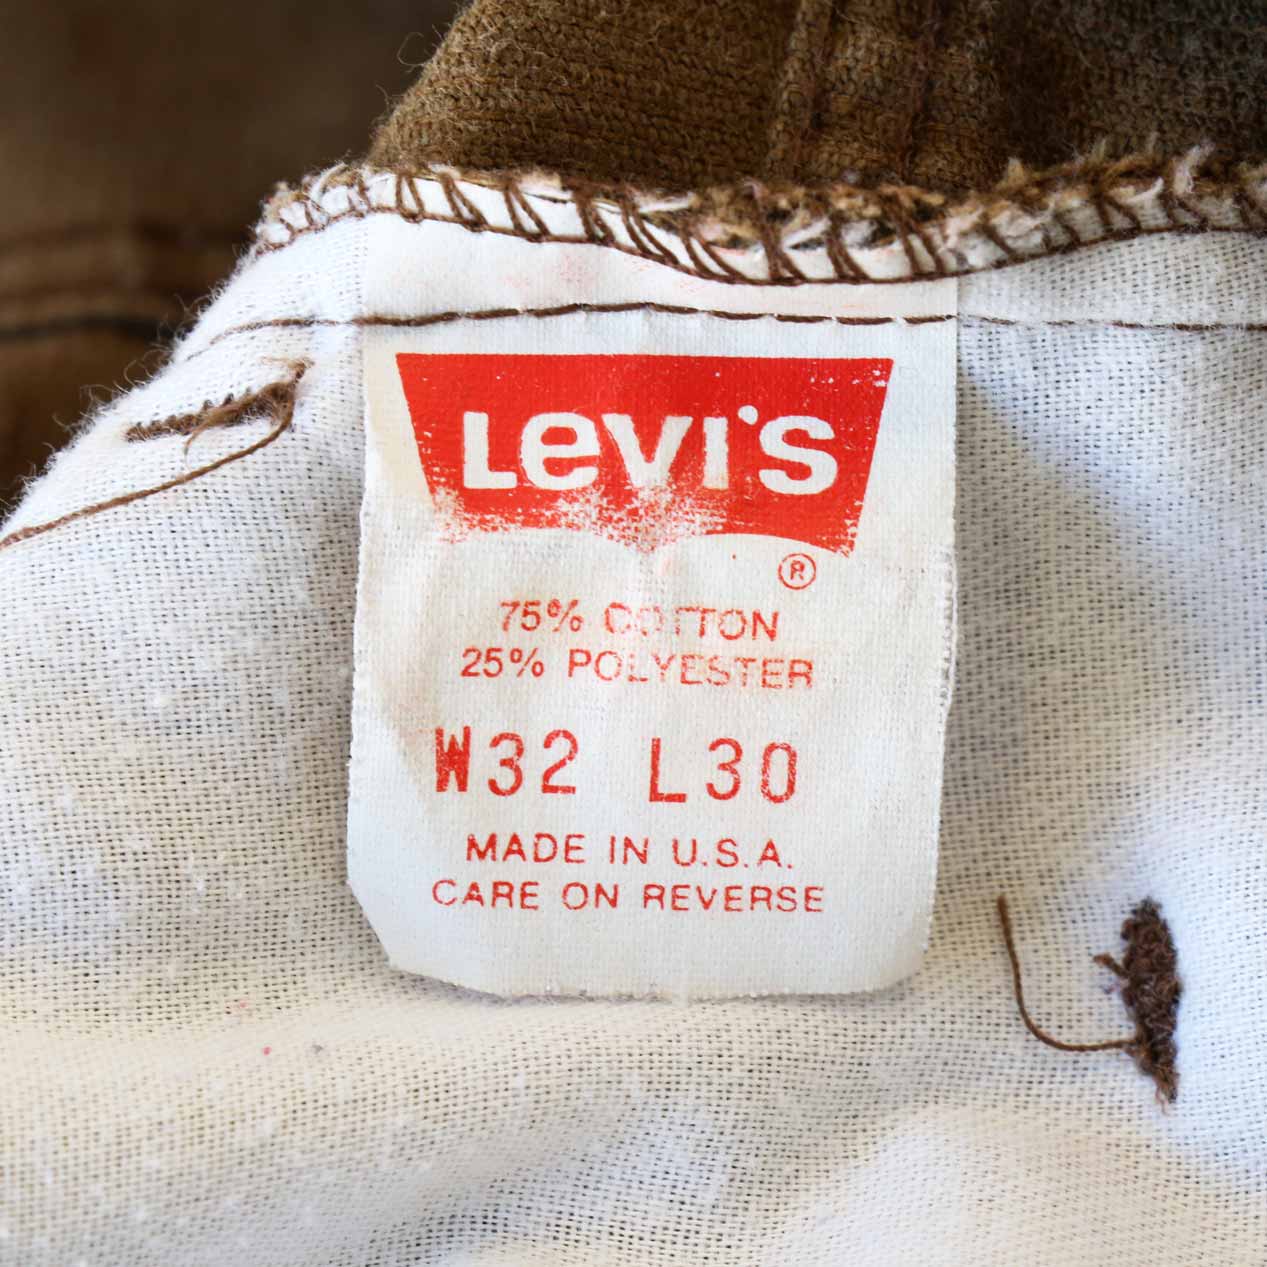 Levi's
®
75% COTTON
25% POLYESTER
W32 L30
MADE IN U.S.A.
CARE ON REVERSE